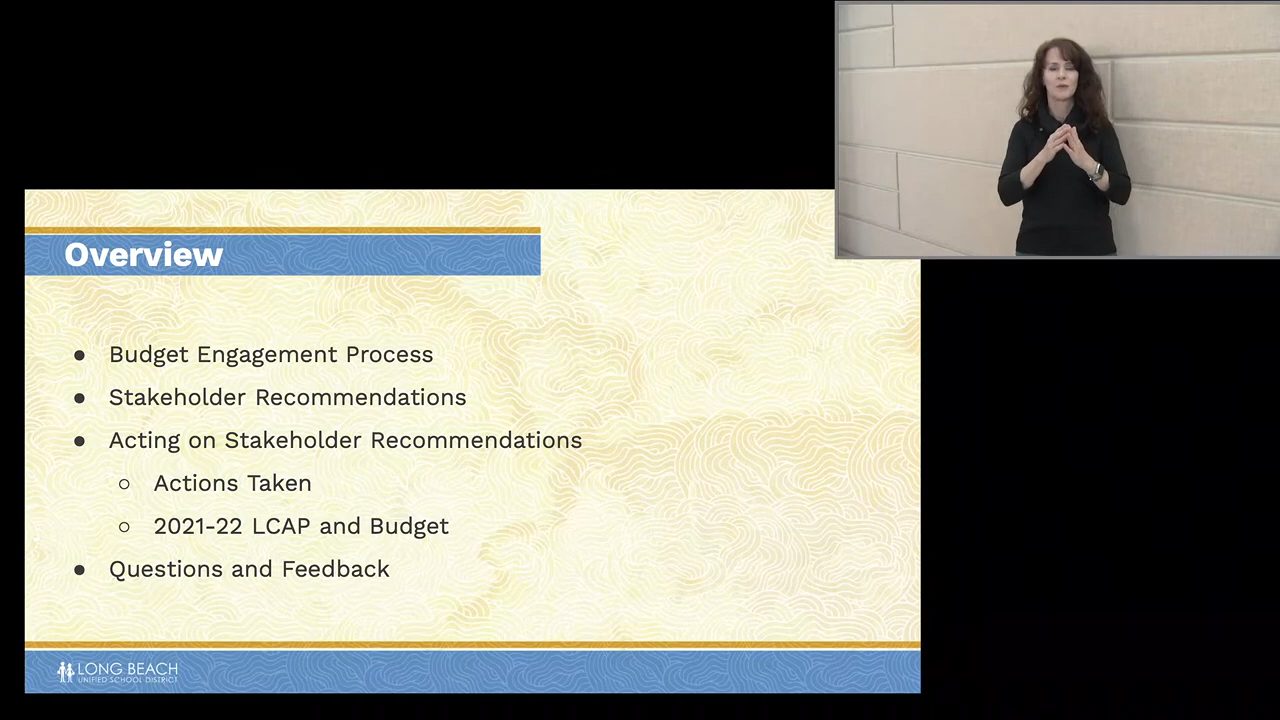 Overview
● Budget Engagement Process
● Stakeholder Recommendations
● Acting on Stakeholder Recommendations
○ Actions Taken
○ 2021-22 LCAP and Budget
● Questions and Feedback
LONG BEACH
UNIFIED SCHOOL DISTRICT